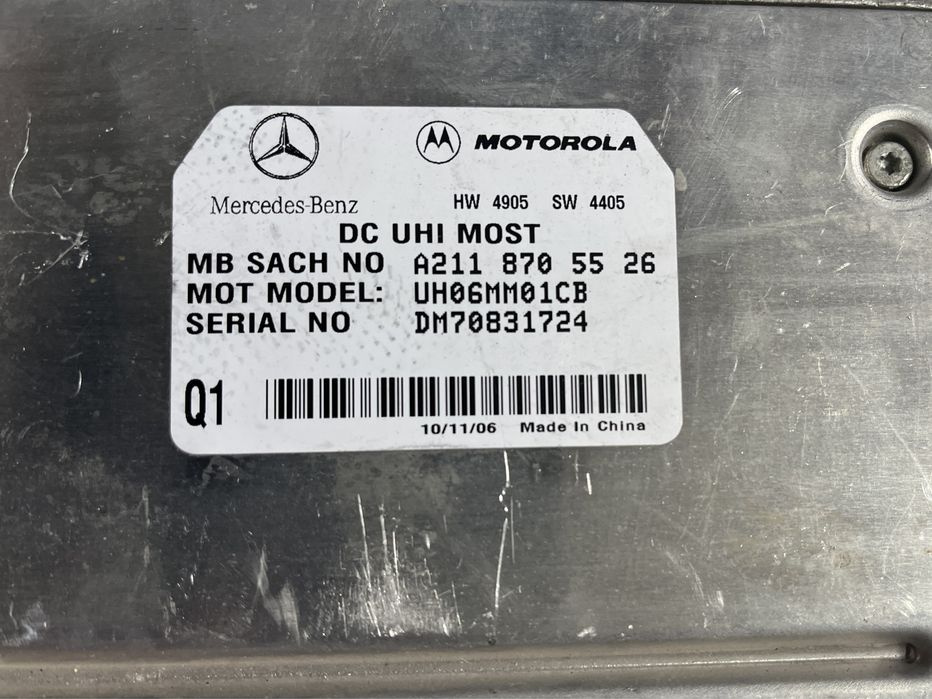 MOTOROLA
Mercedes-Benz HW 4905 SW 4405
DC UHI MOST
MB SACH NO A211 870 55 26
MOT MODEL: UH06MM01CB
SERIAL NO DM70831724
Q1
10/11/06 Made In China